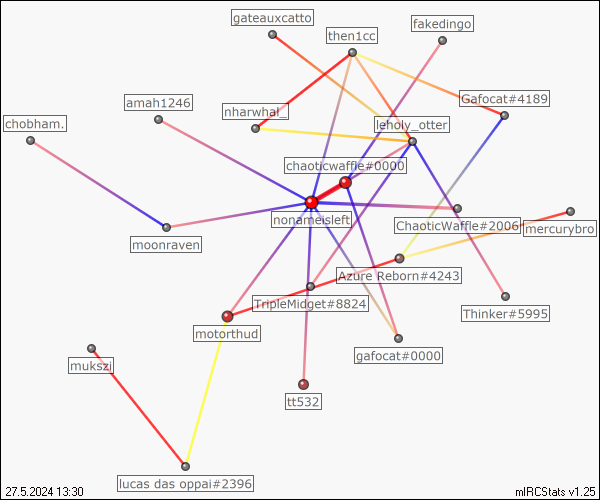 gateauxcatto
fakedingo
then1cc
Gafocat#4189
amah1246
nharwhal_
chobham.
leholy_otter
chaoticwaffle#0000
nonameisleft
ChaoticWaffle#2006
mercurybro
moonraven
Azure Reborn#4243
TripleMidget#8824
Thinker#5995
motorthud
gafocat#0000
mukszi
tt532
lucas das oppai#2396
27.5.2024 13:30
mIRCStats v1.25